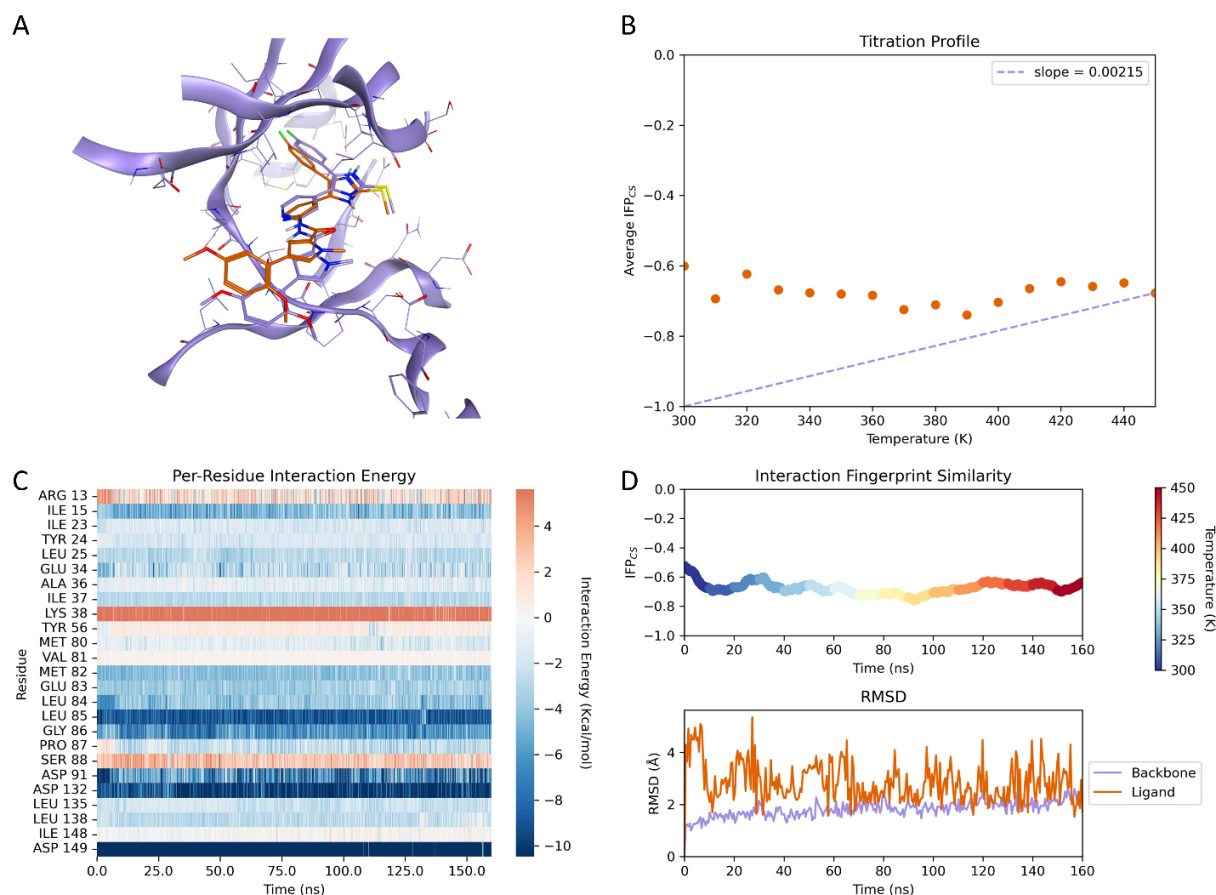 A
B
Titration Profile
slope = 0.00215
Average IFPCS
0.0
−0.2
−0.4
−0.6
−0.8
−1.0
300 320 340 360 380 400 420 440
Temperature (K)
C
Per-Residue Interaction Energy
Residue
ARG 13
ILE 15
ILE 23
TYR 24
LEU 25
GLU 34
ALA 36
ILE 37
LYS 38
TYR 56
MET 80
VAL 81
MET 82
GLU 83
LEU 84
LEU 85
GLY 86
PRO 87
SER 88
ASP 91
ASP 132
LEU 135
LEU 138
ILE 148
ASP 149
0.0 25.0 50.0 75.0 100.0 125.0 150.0
Time (ns)
4
2
0
−2
−4
−6
−8
−10
Interaction Energy (Kcal/mol)
D
Interaction Fingerprint Similarity
IFPCS
0.0
−0.2
−0.4
−0.6
−0.8
−1.0
0 20 40 60 80 100 120 140 160
Time (ns)
450
425
400
375
350
325
300
Temperature (K)
RMSD
RMSD (Å)
4
2
0
0 20 40 60 80 100 120 140 160
Time (ns)
Backbone
Ligand